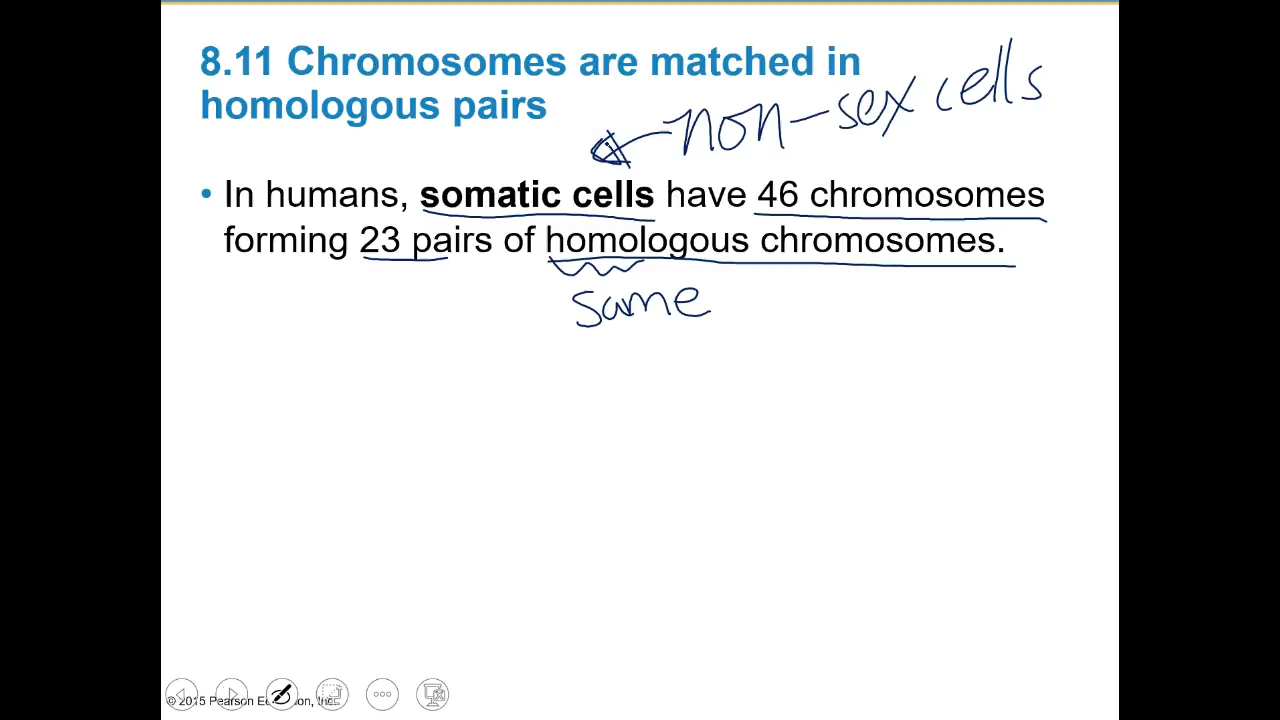 8.11 Chromosomes are matched in
homologous pairs
non-sex cells
• In humans, somatic cells have 46 chromosomes
forming 23 pairs of homologous chromosomes.
same
© 2015 Pearson Inc.